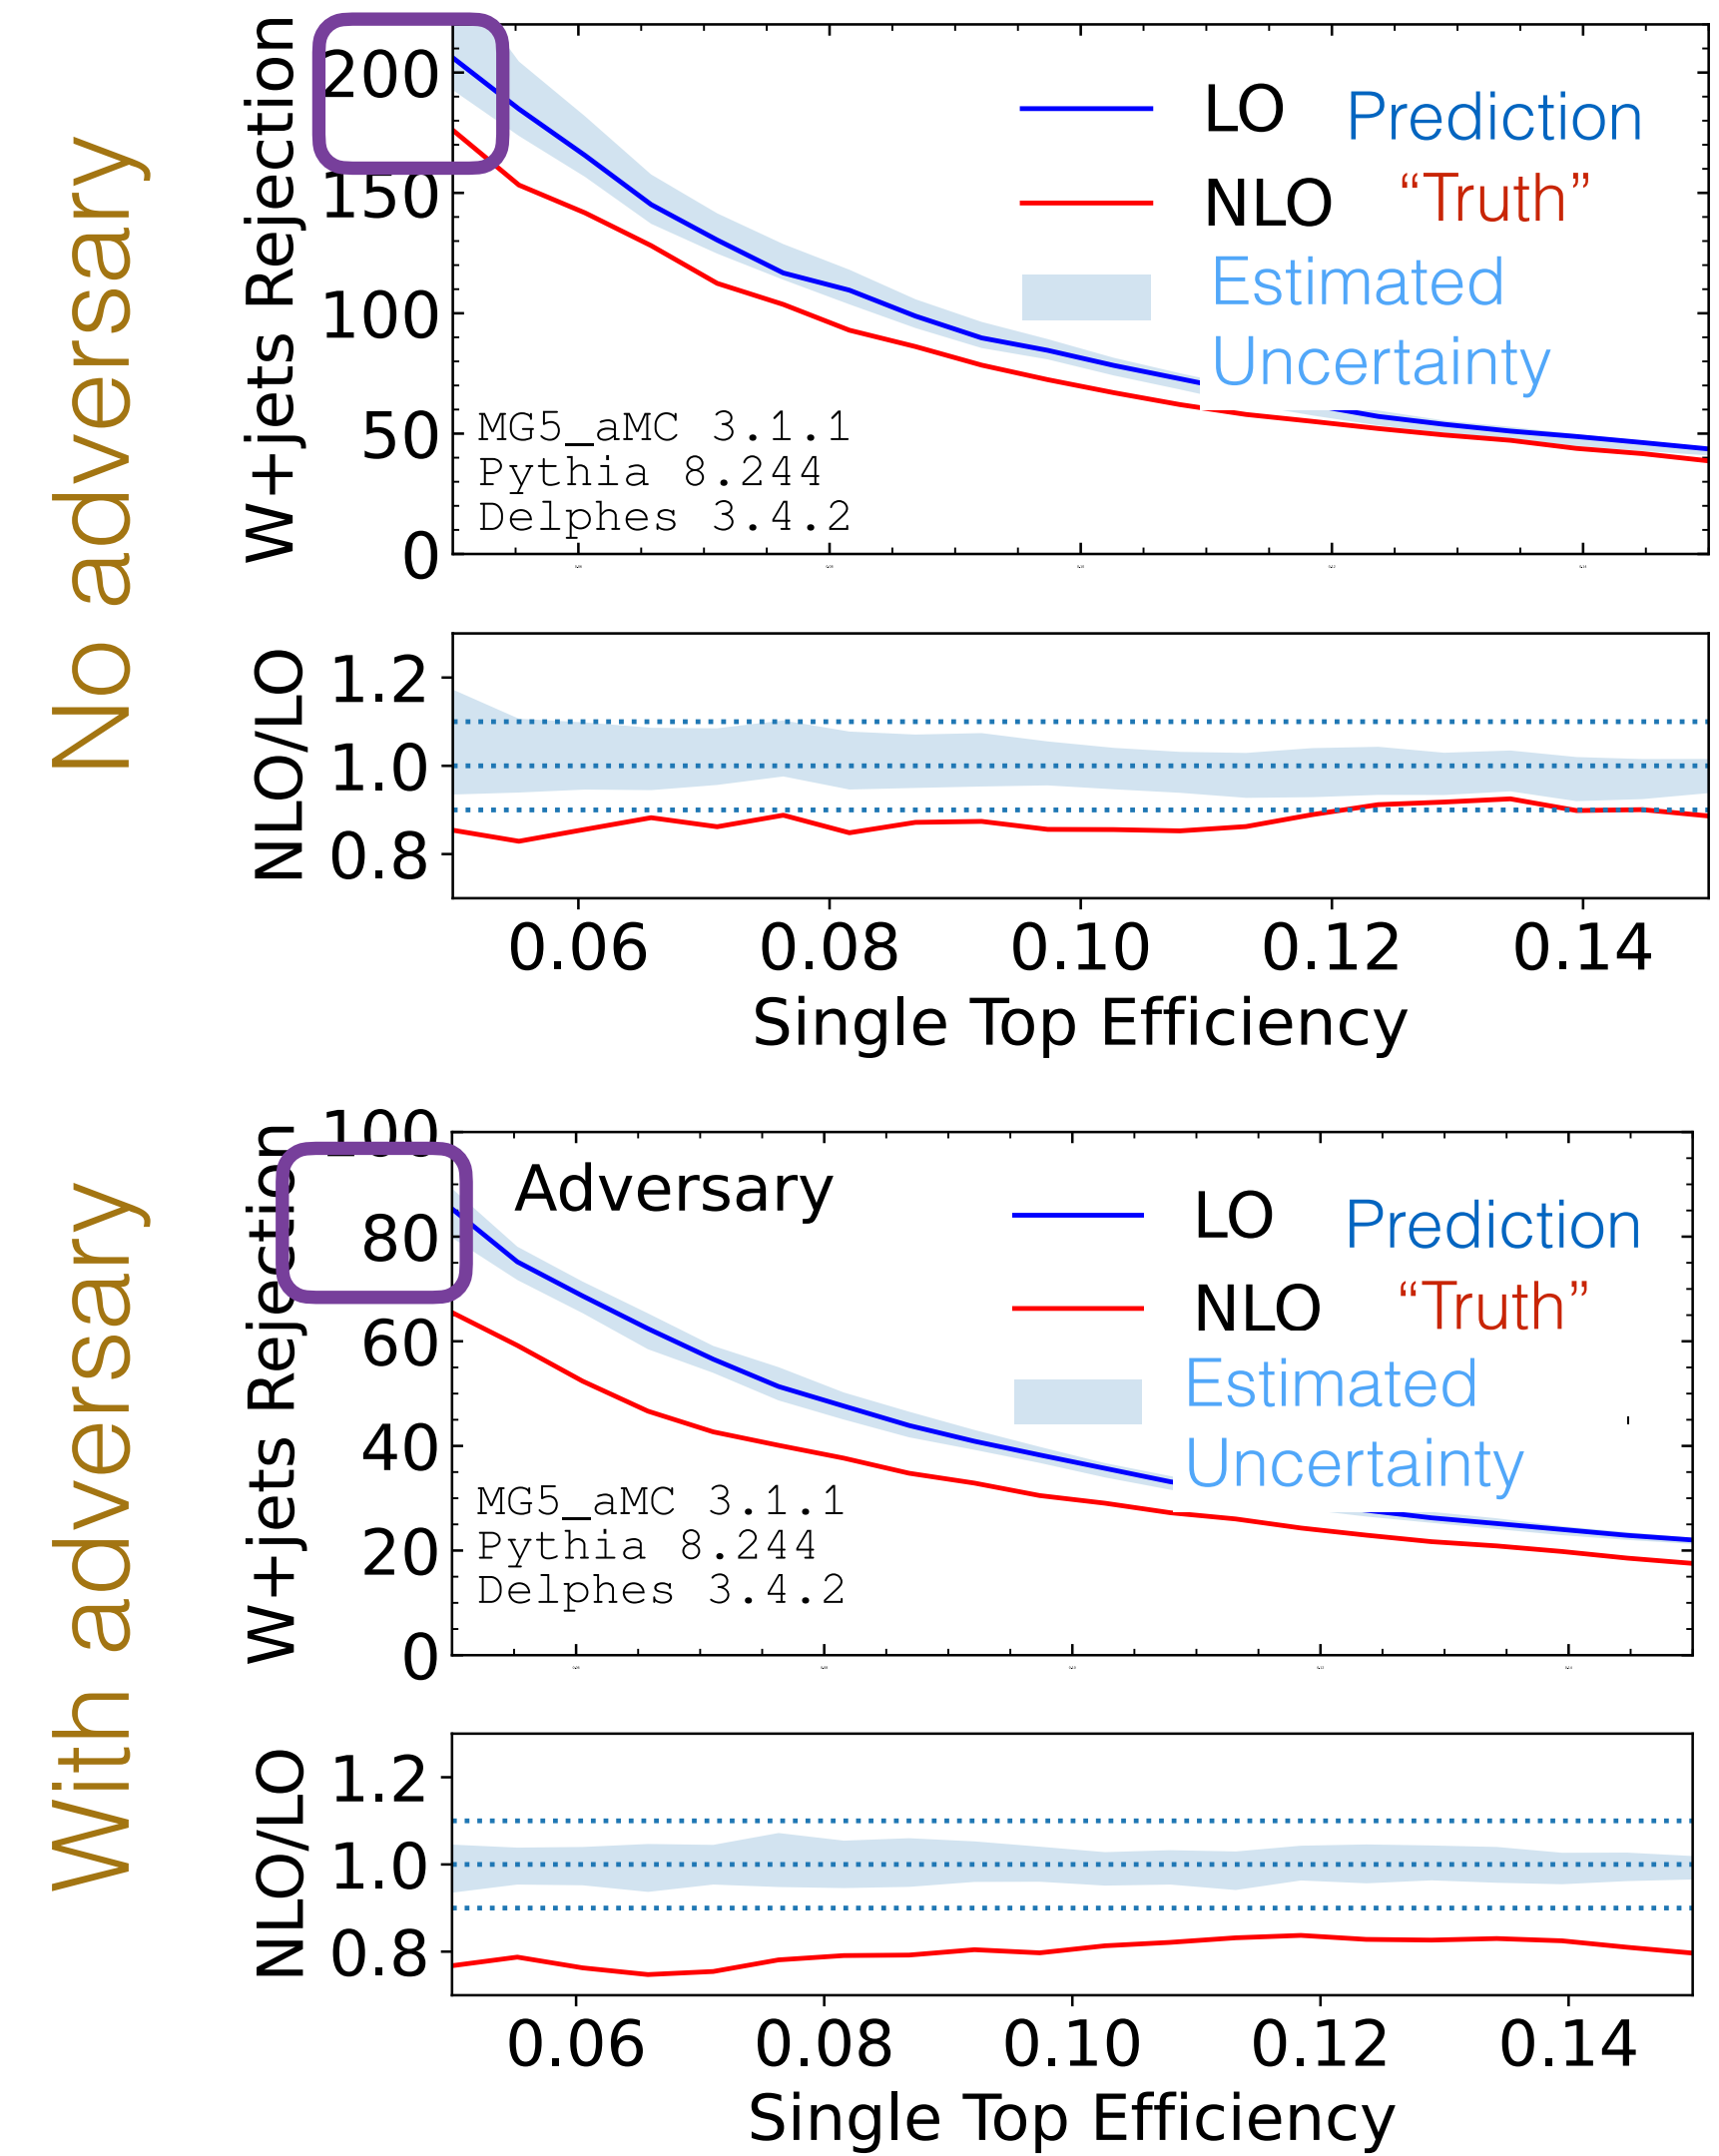 No adversary
W+jets Rejection
200
150
100
50
0
LO Prediction
NLO “Truth”
Estimated
Uncertainty
MG5_aMC 3.1.1
Pythia 8.244
Delphes 3.4.2
NLO/LO
1.2
1.0
0.8
0.06 0.08 0.10 0.12 0.14
Single Top Efficiency
With adversary
W+jets Rejection
100
80
60
40
20
0
Adversary
LO Prediction
NLO “Truth”
Estimated
Uncertainty
MG5_aMC 3.1.1
Pythia 8.244
Delphes 3.4.2
NLO/LO
1.2
1.0
0.8
0.06 0.08 0.10 0.12 0.14
Single Top Efficiency